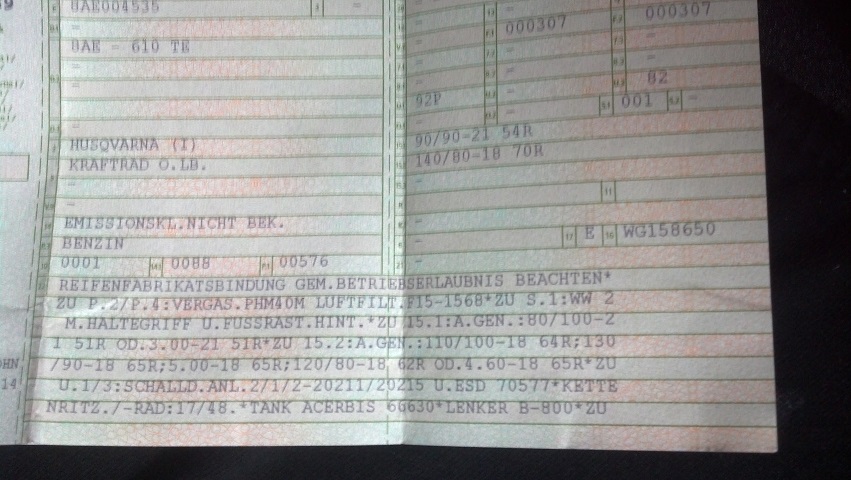 8AE004535 -
- 000307 000307
8AE - 610 TE - -
- -
- 82
92P - 001 -
-
HUSQVARNA (I) 90/90-21 54R
KRAFTRAD O.LB. 140/80-18 70R
- -
- -
EMISSIONSKL.NICHT BEK. -
BENZIN - E WG158650
0001 0088 00576 -
REIFENFABRIKATSBINDUNG GEM.BETRIEBSERLAUBNIS BEACHTEN*
ZU P.2/P.4:VERGAS.PHM40M LUFTFILT.F15-1568*ZU S.1:WW 2
M.HALTEGRIFF U.FUSSRAST.HINT.*ZU 15.1:A.GEN.:80/100-2
1 51R OD.3.00-21 51R*ZU 15.2:A.GEN.:110/100-18 64R;130
OHN /90-18 65R;5.00-18 65R;120/80-18 62R OD.4.60-18 65R*ZU
14 U.1/3:SCHALLD.ANL.2/1/2-20211/20215 U.ESD 70577*KETTE
NRITZ./-RAD:17/48.*TANK ACERBIS 66630*LENKER B-800*ZU